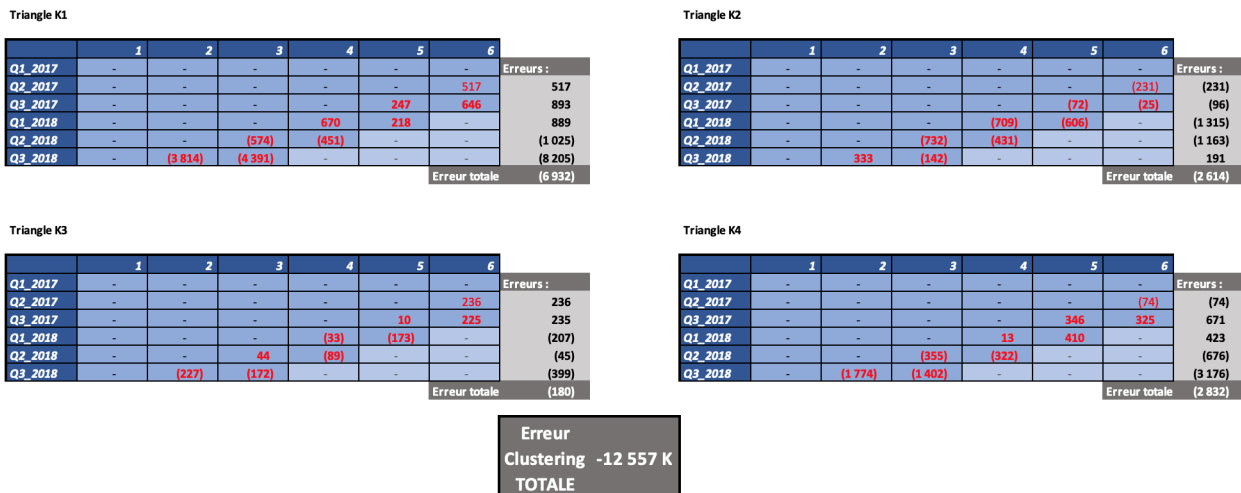 Triangle K1
1 2 3 4 5 6
Q1_2017 - - - - - - Erreurs :
Q2_2017 - - - - - 517 517
Q3_2017 - - - - 247 646 893
Q1_2018 - - - 670 218 - 889
Q2_2018 - - (574) (451) - - (1 025)
Q3_2018 - (3 814) (4 391) - - - (8 205)
Erreur totale (6 932)
Triangle K2
1 2 3 4 5 6
Q1_2017 - - - - - - Erreurs :
Q2_2017 - - - - - (231) (231)
Q3_2017 - - - - (72) (25) (96)
Q1_2018 - - - (709) (606) - (1 315)
Q2_2018 - - (732) (431) - - (1 163)
Q3_2018 - 333 (142) - - - 191
Erreur totale (2 614)
Triangle K3
1 2 3 4 5 6
Q1_2017 - - - - - - Erreurs :
Q2_2017 - - - - - 236 236
Q3_2017 - - - - 10 225 235
Q1_2018 - - - (33) (173) - (207)
Q2_2018 - - 44 (89) - - (45)
Q3_2018 - (227) (172) - - - (399)
Erreur totale (180)
Triangle K4
1 2 3 4 5 6
Q1_2017 - - - - - - Erreurs :
Q2_2017 - - - - - (74) (74)
Q3_2017 - - - - 346 325 671
Q1_2018 - - - 13 410 - 423
Q2_2018 - - (355) (322) - - (676)
Q3_2018 - (1 774) (1 402) - - - (3 176)
Erreur totale (2 832)
Erreur
Clustering -12 557 K
TOTALE